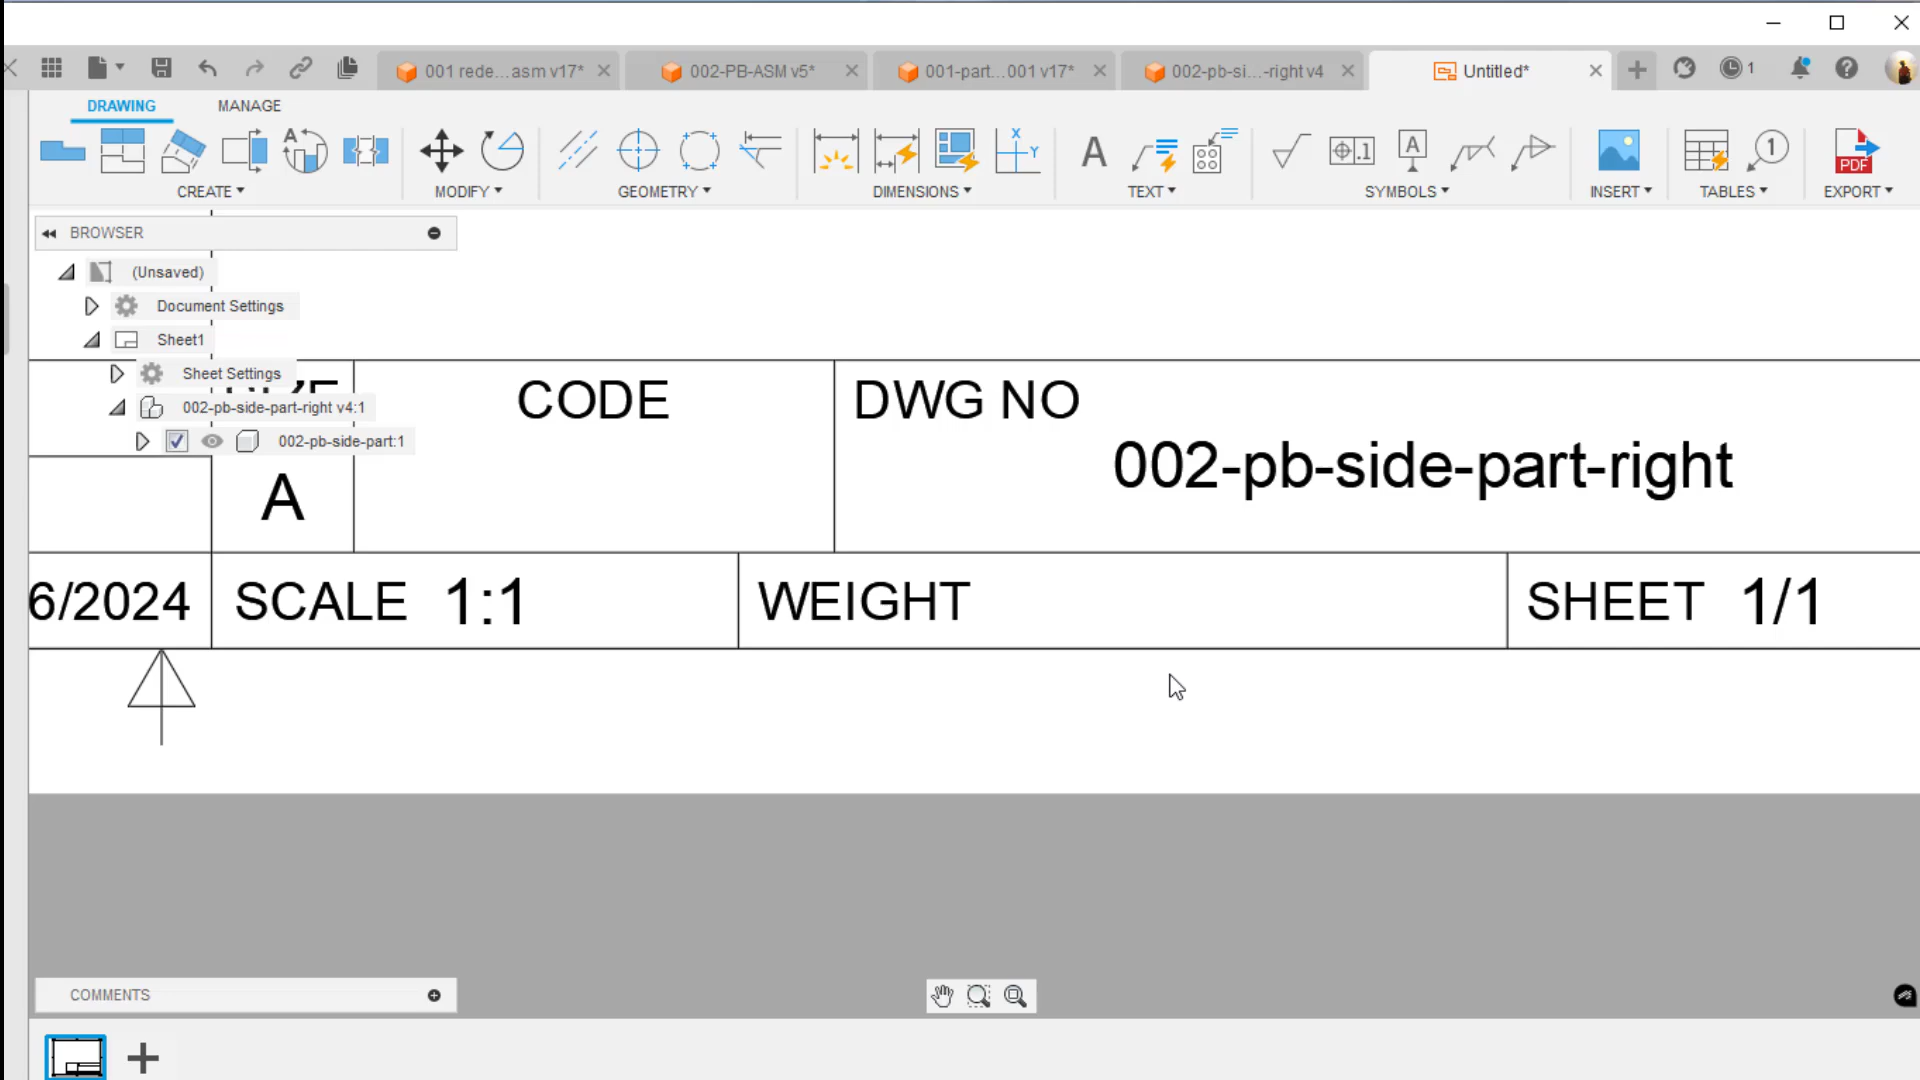 001 rede...asm v17*
002-PB-ASM v5*
001-part...001 v17*
002-pb-si...-right v4
Untitled*
1
DRAWING
MANAGE
CREATE
MODIFY
GEOMETRY
DIMENSIONS
TEXT
SYMBOLS
INSERT
TABLES
EXPORT
BROWSER
(Unsaved)
Document Settings
Sheet1
Sheet Settings
002-pb-side-part-right v4:1
002-pb-side-part:1
CODE
DWG NO
002-pb-side-part-right
A
6/2024
SCALE 1:1
WEIGHT
SHEET 1/1
COMMENTS